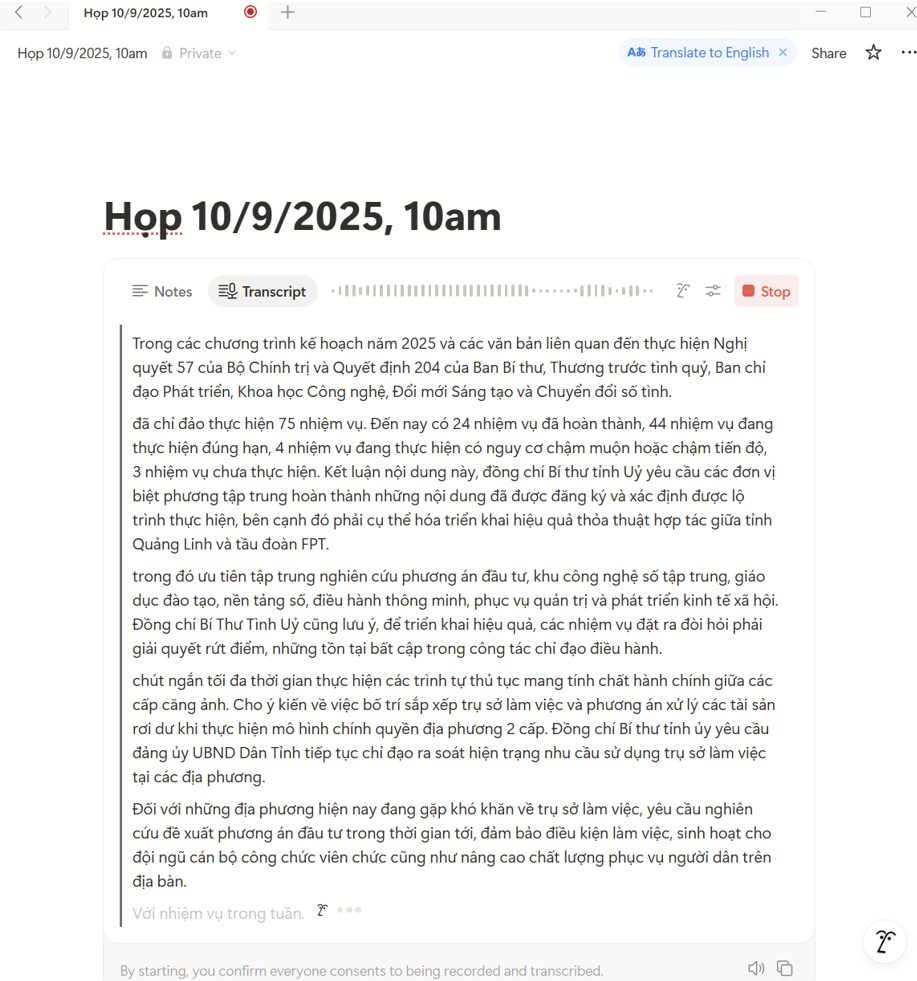 Họp 10/9/2025, 10am
Họp 10/9/2025, 10am Private
Aあ Translate to English × Share
Họp 10/9/2025, 10am
Notes Transcript Stop
Trong các chương trình kế hoạch năm 2025 và các văn bản liên quan đến thực hiện Nghị
quyết 57 của Bộ Chính trị và Quyết định 204 của Ban Bí thư, Thương trước tình quỷ, Ban chỉ
đạo Phát triển, Khoa học Công nghệ, Đổi mới Sáng tạo và Chuyển đổi số tình.
đã chỉ đảo thực hiện 75 nhiệm vụ. Đến nay có 24 nhiệm vụ đã hoàn thành, 44 nhiệm vụ đang
thực hiện đúng hạn, 4 nhiệm vụ đang thực hiện có nguy cơ chậm muộn hoặc chậm tiến độ,
3 nhiệm vụ chưa thực hiện. Kết luận nội dung này, đồng chí Bí thư tỉnh Uỷ yêu cầu các đơn vị
biệt phương tập trung hoàn thành những nội dung đã được đăng ký và xác định được lộ
trình thực hiện, bên cạnh đó phải cụ thể hóa triển khai hiệu quả thỏa thuật hợp tác giữa tỉnh
Quảng Linh và tầu đoàn FPT.
trong đó ưu tiên tập trung nghiên cứu phương án đầu tư, khu công nghệ số tập trung, giáo
dục đào tạo, nền tảng số, điều hành thông minh, phục vụ quản trị và phát triển kinh tế xã hội.
Đồng chí Bí Thư Tình Uỷ cũng lưu ý, để triển khai hiệu quả, các nhiệm vụ đặt ra đòi hỏi phải
giải quyết rứt điểm, những tồn tại bất cập trong công tác chỉ đạo điều hành.
chút ngắn tối đa thời gian thực hiện các trình tự thủ tục mang tính chất hành chính giữa các
cấp căng ảnh. Cho ý kiến về việc bố trí sắp xếp trụ sở làm việc và phương án xử lý các tài sản
rơi dư khi thực hiện mô hình chính quyền địa phương 2 cấp. Đồng chí Bí thư tỉnh ủy yêu cầu
đảng ủy UBND Dân Tỉnh tiếp tục chỉ đạo ra soát hiện trạng nhu cầu sử dụng trụ sở làm việc
tại các địa phương.
Đối với những địa phương hiện nay đang gặp khó khăn về trụ sở làm việc, yêu cầu nghiên
cứu đề xuất phương án đầu tư trong thời gian tới, đảm bảo điều kiện làm việc, sinh hoạt cho
đội ngũ cán bộ công chức viên chức cũng như nâng cao chất lượng phục vụ người dân trên
địa bàn.
Với nhiệm vụ trong tuần.
By starting, you confirm everyone consents to being recorded and transcribed.